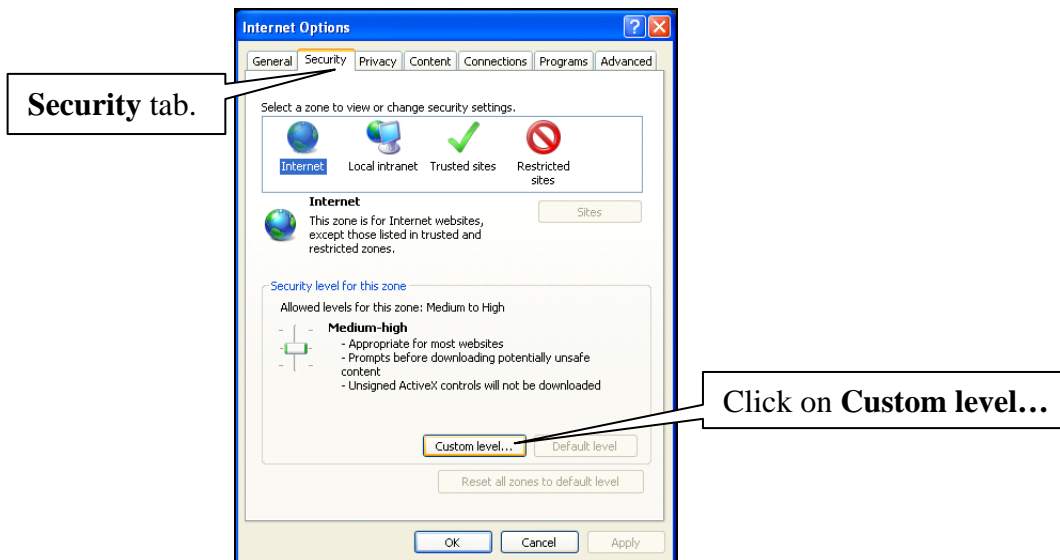 Internet Options
General Security Privacy Content Connections Programs Advanced
Security tab.
Select a zone to view or change security settings.
Internet Local intranet Trusted sites Restricted sites
Internet
Sites
This zone is for Internet websites,
except those listed in trusted and
restricted zones.
Security level for this zone
Allowed levels for this zone: Medium to High
Medium-high
- Appropriate for most websites
- Prompts before downloading potentially unsafe
content
- Unsigned ActiveX controls will not be downloaded
Click on Custom level…
Custom level... Default level
Reset all zones to default level
OK Cancel Apply